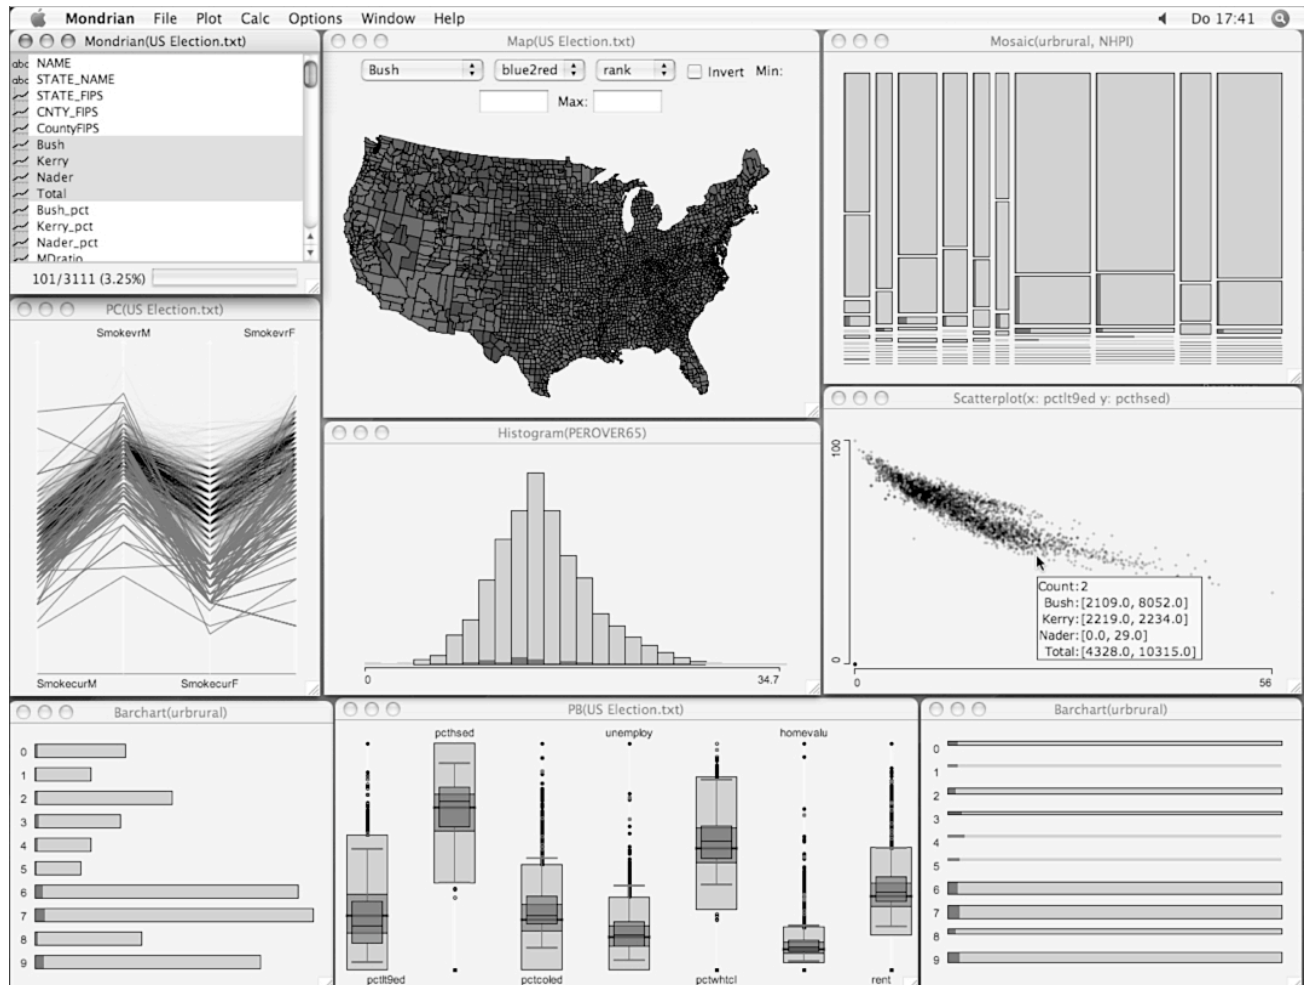 Mondrian File Plot Calc Options Window Help Do 17:41
Mondrian(US Election.txt)
abc NAME
abc STATE_NAME
STATE_FIPS
CNTY_FIPS
CountyFIPS
Bush
Kerry
Nader
Total
Bush_pct
Kerry_pct
Nader_pct
MDratio
101/3111 (3.25%)
Map(US Election.txt)
Bush blue2red rank Invert Min:
Max:
Mosaic(urbrural, NHPI)
PC(US Election.txt)
SmokevrM SmokevrF
SmokecurM SmokecurF
Histogram(PEROVER65)
0 34.7
Scatterplot(x: pctlt9ed y: pcthsed)
100
0
0 56
Count:2
Bush:[2109.0, 8052.0]
Kerry:[2219.0, 2234.0]
Nader:[0.0, 29.0]
Total:[4328.0, 10315.0]
Barchart(urbrural)
0
1
2
3
4
5
6
7
8
9
PB(US Election.txt)
pcthsed unemploy homevalu
pctlt9ed pctcoled pctwhtcl rent
Barchart(urbrural)
0
1
2
3
4
5
6
7
8
9